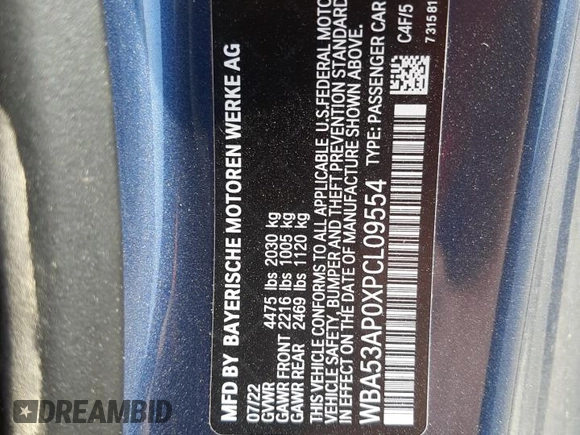 MFD BY BAYERISCHE MOTOREN WERKE AG
07/22
GVWR 4475 lbs 2030 kg
GAWR FRONT 2216 lbs 1005 kg
GAWR REAR 2469 lbs 1120 kg
THIS VEHICLE CONFORMS TO ALL APPLICABLE U.S.FEDERAL MOTO
VEHICLE SAFETY, BUMPER AND THEFT PREVENTION STANDARD
IN EFFECT ON THE DATE OF MANUFACTURE SHOWN ABOVE.
WBA53AP0XPCL09554 TYPE: PASSENGER CAR
C4F/5
7 31581
DREAMBID